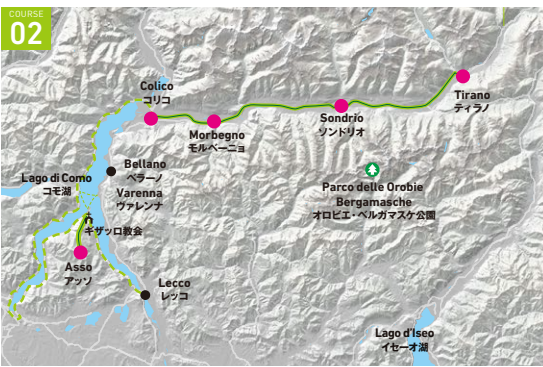 COURSE
02
Colico
コリコ
Tirano
ティラノ
Sondrio
ソンドリオ
Morbegno
モルベーニョ
Bellano
ベラーノ
Lago di Como
コモ湖
Varenna
ヴァレンナ
Parco delle Orobie
Bergamasche
オロビエ・ベルガマスケ公園
ギザッロ教会
Asso
アッソ
Lecco
レッコ
Lago d'Iseo
イセーオ湖